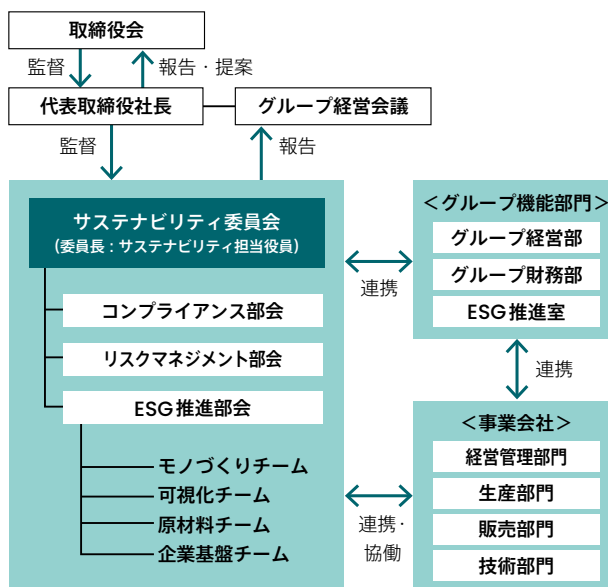 取締役会
監督
報告・提案
代表取締役社長
グループ経営会議
監督
報告
サステナビリティ委員会
(委員長：サステナビリティ担当役員)
コンプライアンス部会
リスクマネジメント部会
ESG推進部会
モノづくりチーム
可視化チーム
原材料チーム
企業基盤チーム
連携
＜グループ機能部門＞
グループ経営部
グループ財務部
ESG推進室
連携
連携・
協働
＜事業会社＞
経営管理部門
生産部門
販売部門
技術部門